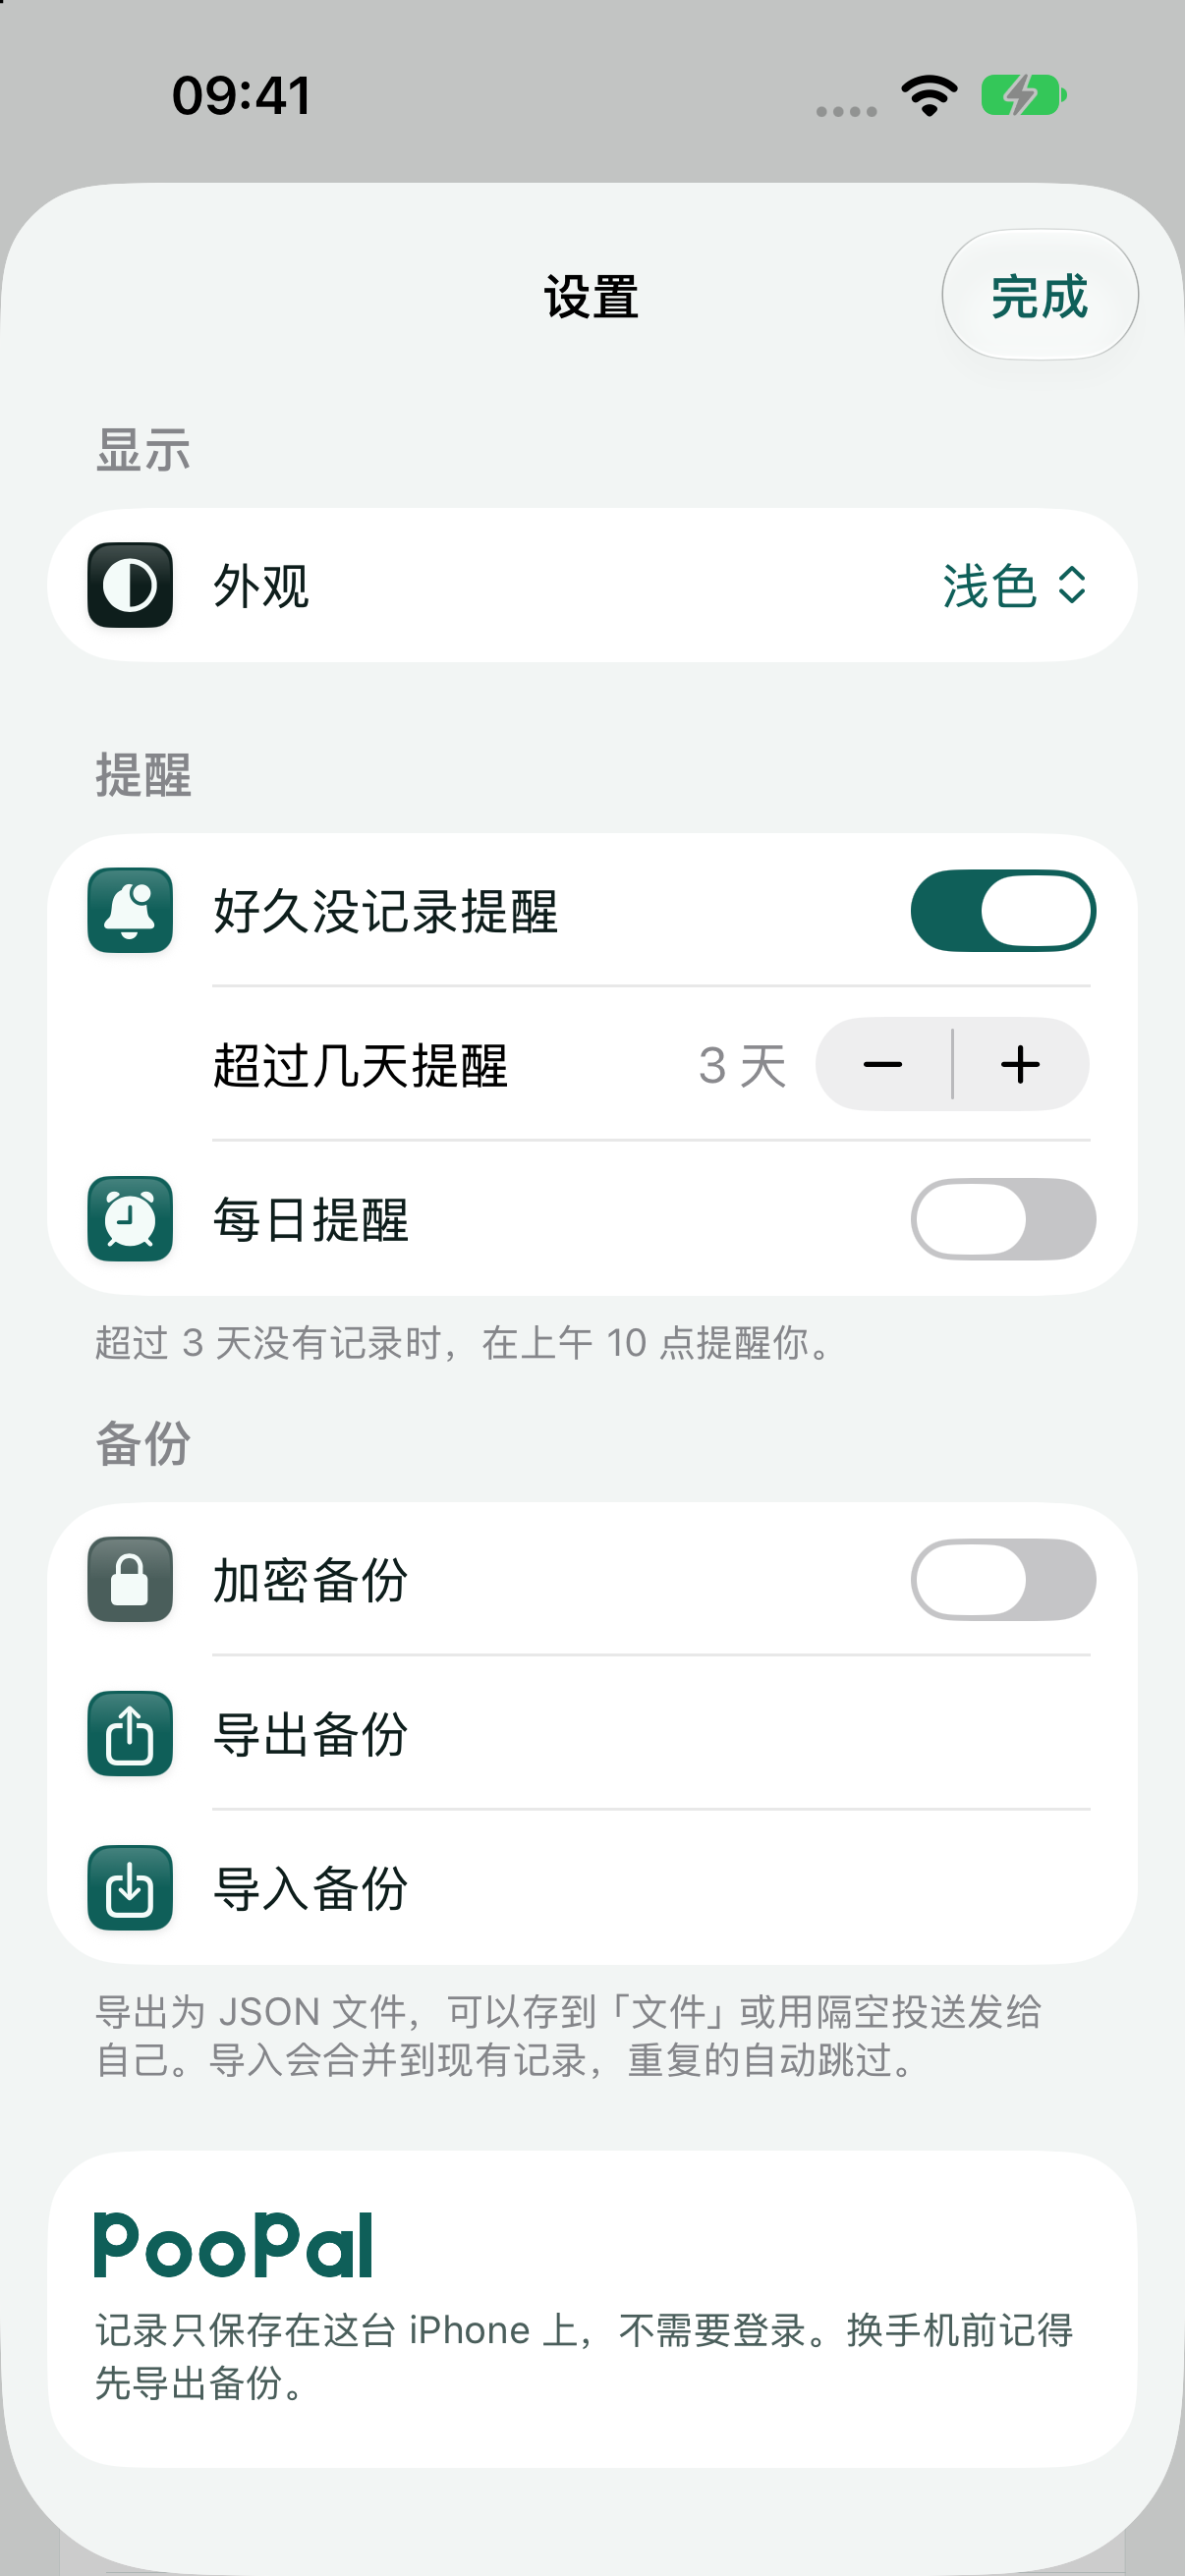 09:41
设置
完成
显示
外观
浅色
提醒
好久没记录提醒
超过几天提醒
3 天
每日提醒
超过 3 天没有记录时，在上午 10 点提醒你。
备份
加密备份
导出备份
导入备份
导出为 JSON 文件，可以存到「文件」或用隔空投送发给
自己。导入会合并到现有记录，重复的自动跳过。
PooPal
记录只保存在这台 iPhone 上，不需要登录。换手机前记得
先导出备份。